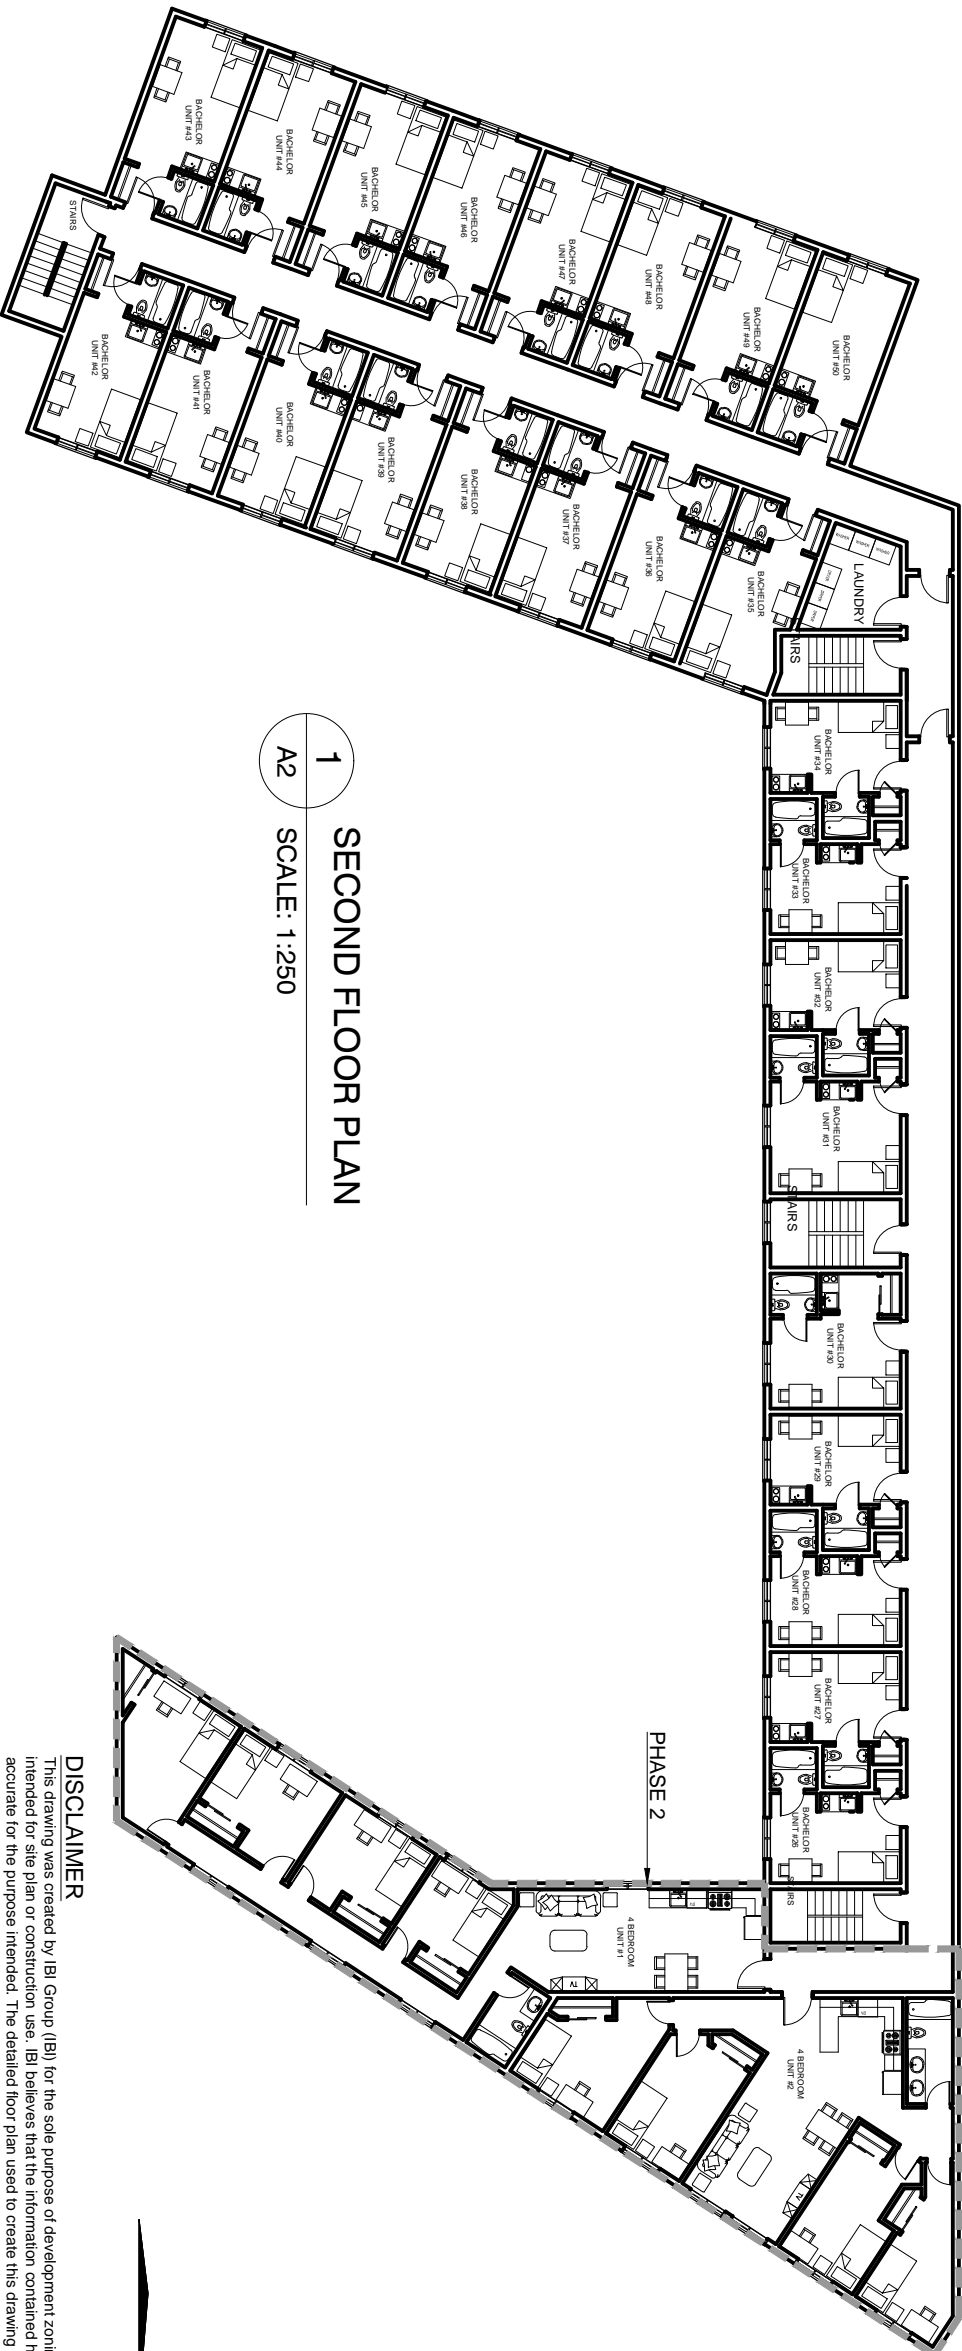 BACHELOR
UNIT #43
BACHELOR
UNIT #44
BACHELOR
UNIT #45
BACHELOR
UNIT #46
BACHELOR
UNIT #47
BACHELOR
UNIT #48
BACHELOR
UNIT #49
BACHELOR
UNIT #50
STAIRS
BACHELOR
UNIT #42
BACHELOR
UNIT #41
BACHELOR
UNIT #40
BACHELOR
UNIT #39
BACHELOR
UNIT #38
BACHELOR
UNIT #37
BACHELOR
UNIT #36
BACHELOR
UNIT #35
LAUNDRY
AIRS
BACHELOR
UNIT #34
BACHELOR
UNIT #33
BACHELOR
UNIT #32
BACHELOR
UNIT #31
STAIRS
BACHELOR
UNIT #30
BACHELOR
UNIT #29
BACHELOR
UNIT #28
BACHELOR
UNIT #27
BACHELOR
UNIT #26
AIRS
PHASE 2
4 BEDROOM
UNIT #1
TV
4 BEDROOM
UNIT #2
TV
1
A2
SECOND FLOOR PLAN
SCALE: 1:250
DISCLAIMER
This drawing was created by IBI Group (IBI) for the sole purpose of development zoni
intended for site plan or construction use. IBI believes that the information contained h
accurate for the purpose intended. The detailed floor plan used to create this drawing